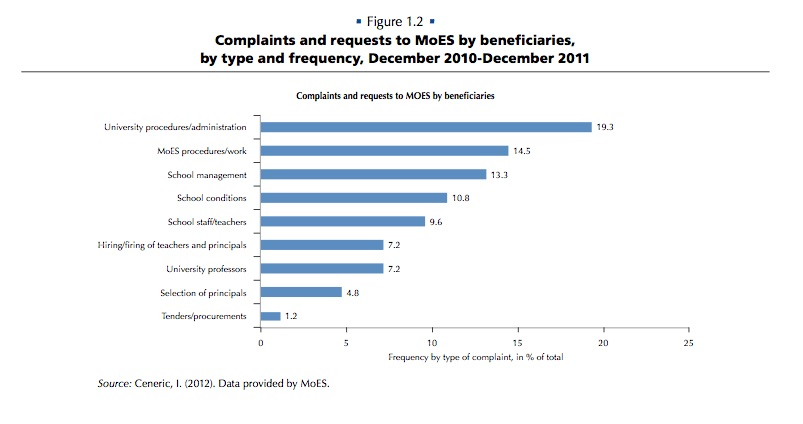 ▪ Figure 1.2 ▪
Complaints and requests to MoES by beneficiaries,
by type and frequency, December 2010-December 2011
Complaints and requests to MOES by beneficiaries
University procedures/administration 19.3
MoES procedures/work 14.5
School management 13.3
School conditions 10.8
School staff/teachers 9.6
Hiring/firing of teachers and principals 7.2
University professors 7.2
Selection of principals 4.8
Tenders/procurements 1.2
0 5 10 15 20 25
Frequency by type of complaint, in % of total
Source: Ceneric, I. (2012). Data provided by MoES.